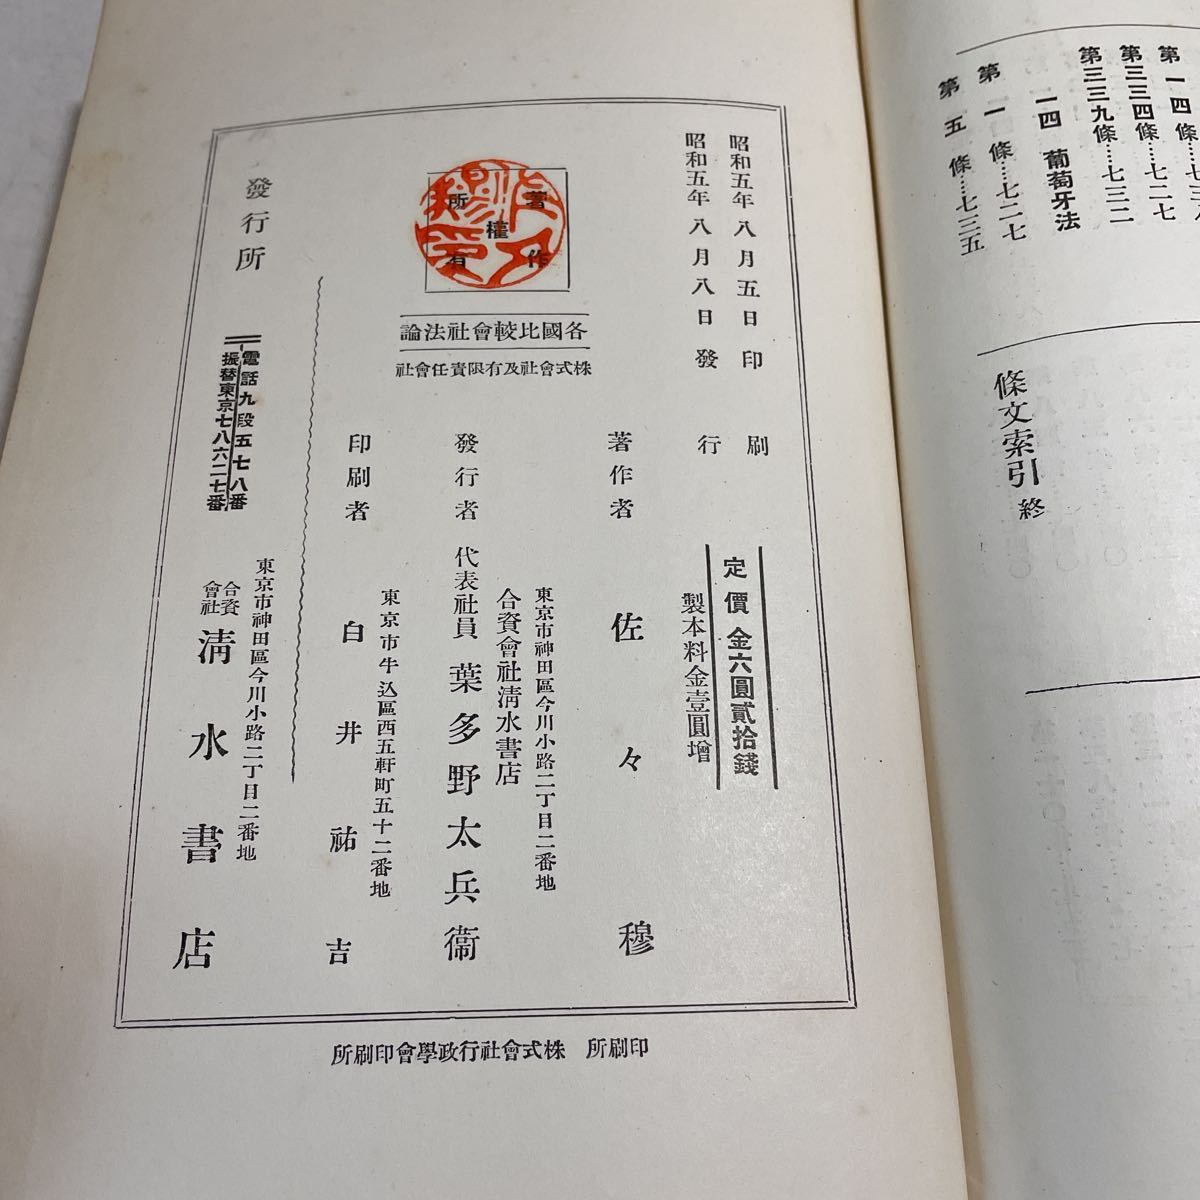 第一四條……七三八
第三三四條……七二七
第三三九條……七三二
一四 葡萄牙法
第一條……七二七
第五條……七三五
條文索引 終
昭和五年八月五日印刷
昭和五年八月八日發行
定價金六圓貳拾錢
製本料金壹圓增
著作權所有
論法社會較比國各
社會任責限有及社會式株
著作者 佐々穆
東京市神田區今川小路二丁目二番地
合資會社淸水書店
發行者 代表社員 葉多野太兵衞
東京市牛込區西五軒町五十二番地
印刷者 白井祐吉
東京市神田區今川小路二丁目二番地
發行所 合資會社 淸水書店
電話九段五七八番
振替東京七八六二七番
所刷印會學政行社會式株 所刷印